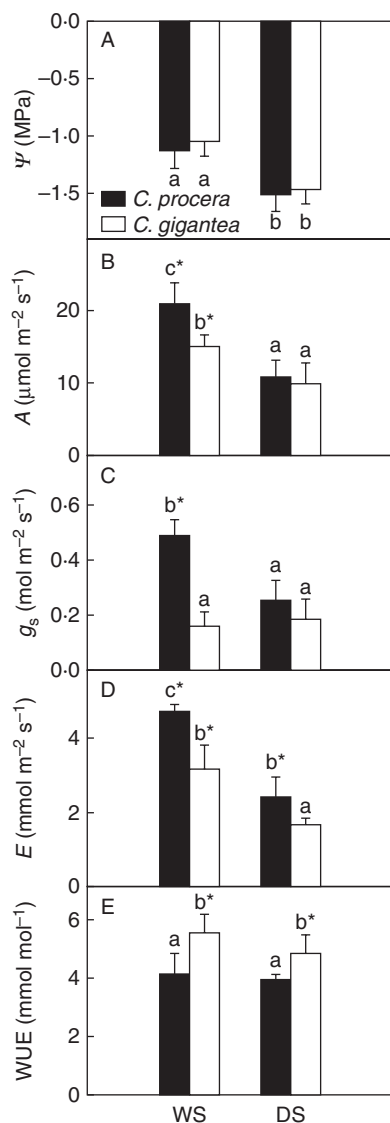 A
0·0
–0·5
–1·0
–1·5
Ψ (MPa)
a a
b b
C. procera
C. gigantea
B
c*
b*
a a
20
10
0
A (μmol m–2 s–1)
C
b*
a
a a
0·6
0·4
0·2
0·0
gs (mol m–2 s–1)
D
c*
b*
b*
a
4
2
0
E (mmol m–2 s–1)
E
a
b*
a
b*
6
4
2
0
WUE (mmol mol–1)
WS DS